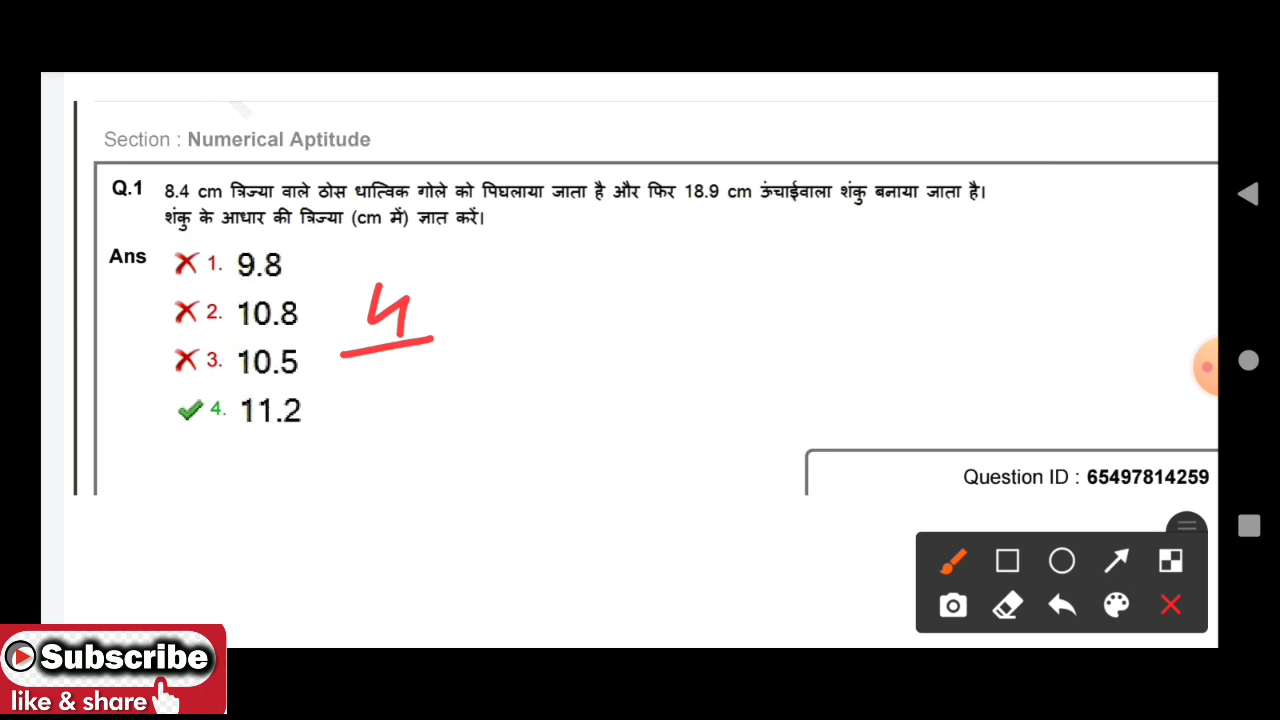 Section : Numerical Aptitude
Q.1 8.4 cm त्रिज्या वाले ठोस धात्विक गोले को पिघलाया जाता है और फिर 18.9 cm ऊंचाईवाला शंकु बनाया जाता है।
शंकु के आधार की त्रिज्या (cm में) ज्ञात करें।
Ans 1. 9.8
2. 10.8
4
3. 10.5
4. 11.2
Question ID : 65497814259
Subscribe
like & share